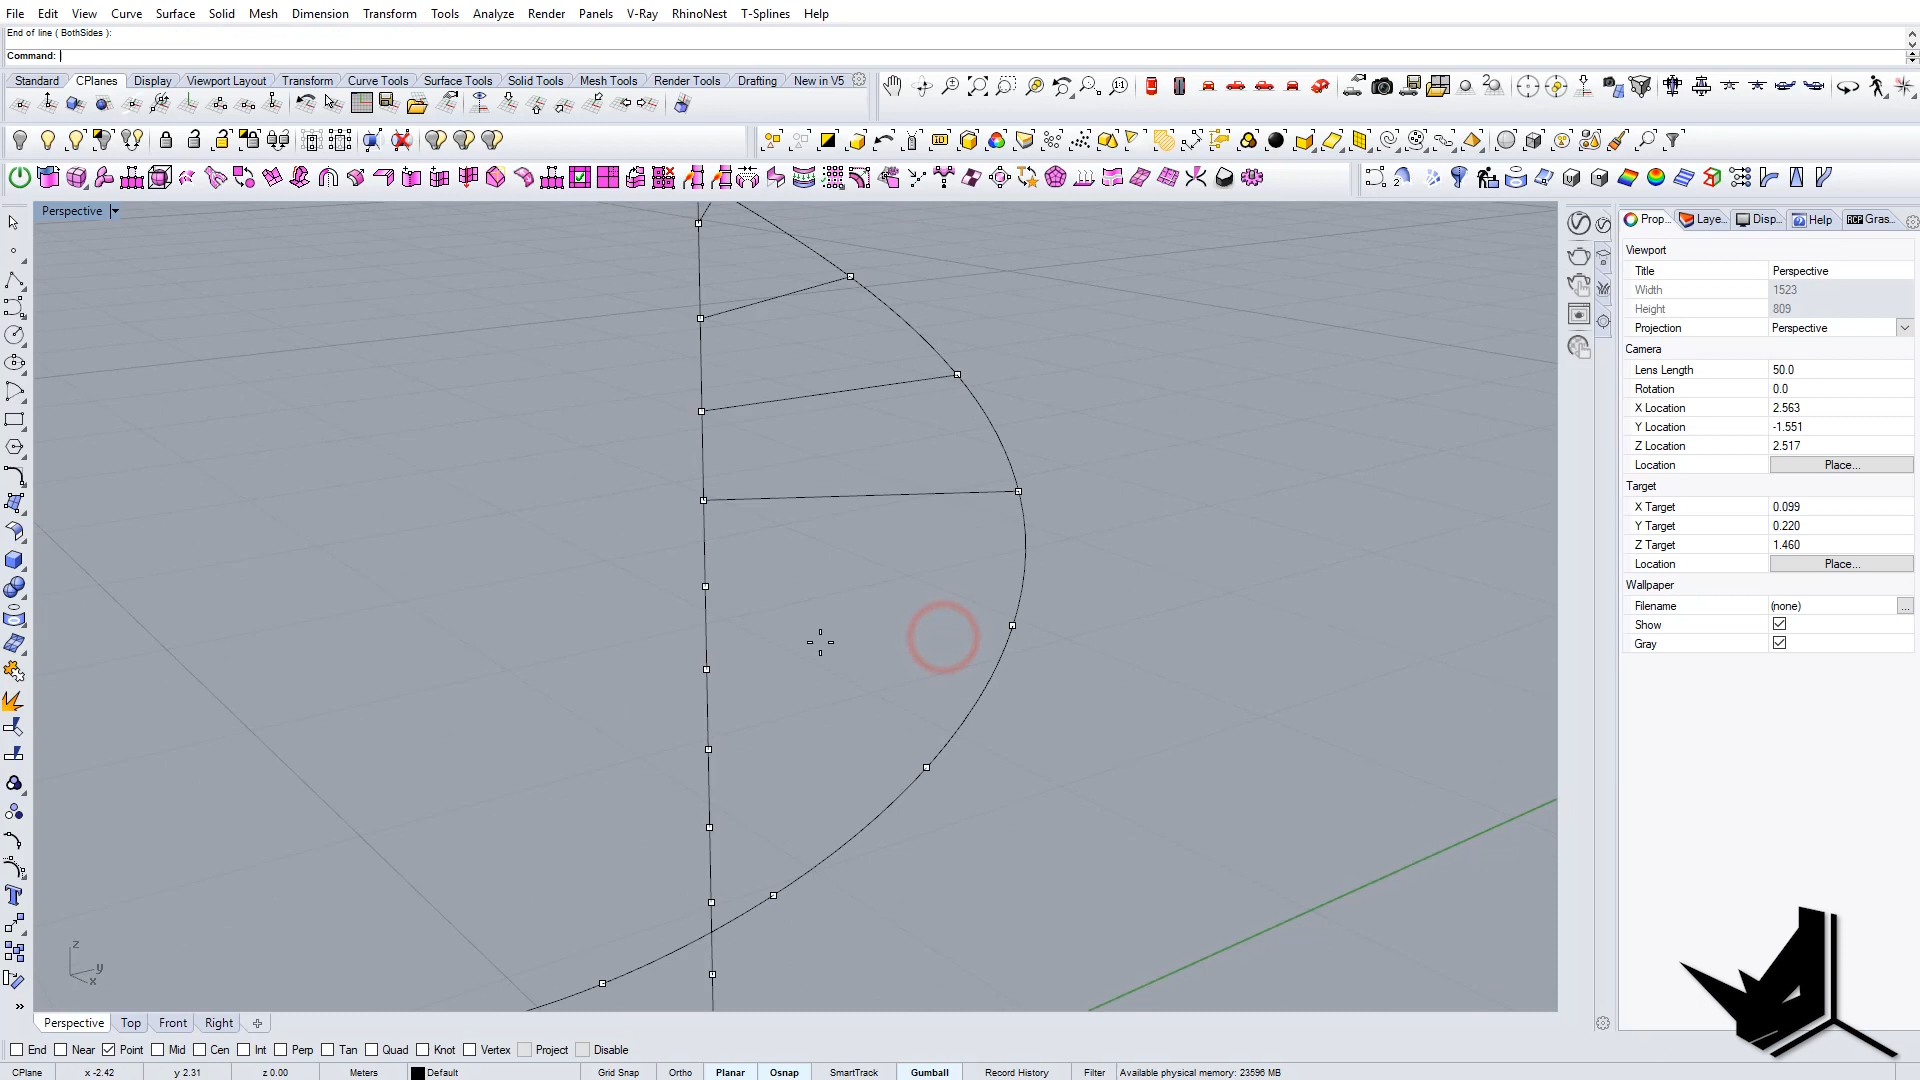 File Edit View Curve Surface Solid Mesh Dimension Transform Tools Analyze Render Panels V-Ray RhinoNest T-Splines Help
End of line ( BothSides ):
Command:
Standard CPlanes Display Viewport Layout Transform Curve Tools Surface Tools Solid Tools Mesh Tools Render Tools Drafting New in V5
Perspective
Prop... Laye... Disp... Help Gras...
Viewport
Title Perspective
Width 1523
Height 809
Projection Perspective
Camera
Lens Length 50.0
Rotation 0.0
X Location 2.563
Y Location -1.551
Z Location 2.517
Location Place...
Target
X Target 0.099
Y Target 0.220
Z Target 1.460
Location Place...
Wallpaper
Filename (none) ...
Show
Gray
z
y
x
Perspective Top Front Right
End Near Point Mid Cen Int Perp Tan Quad Knot Vertex Project Disable
CPlane x -2.42 y 2.31 z 0.00 Meters Default Grid Snap Ortho Planar Osnap SmartTrack Gumball Record History Filter Available physical memory: 23596 MB